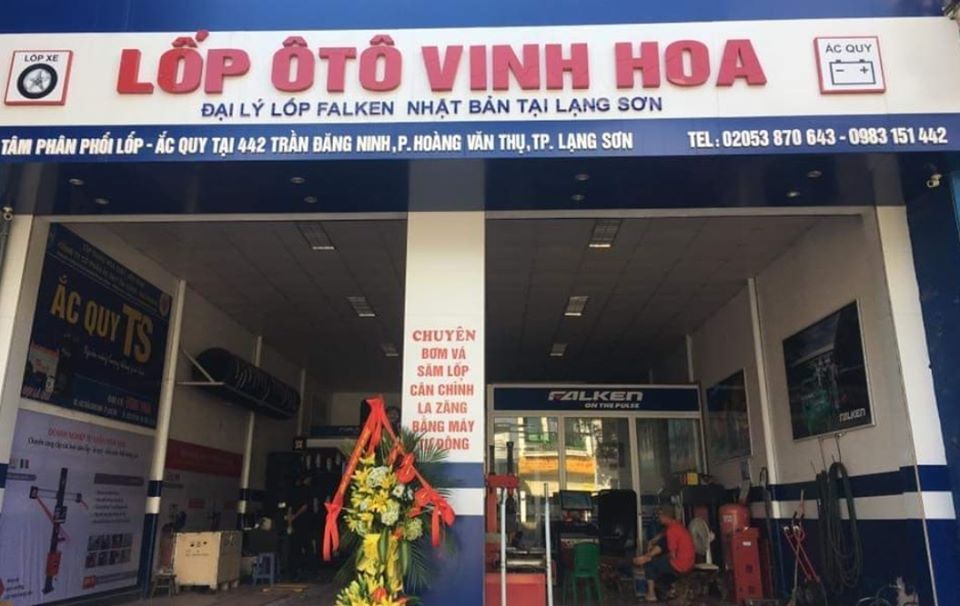 LỐP XE
LỐP ÔTÔ VINH HOA
ẮC QUY
ĐẠI LÝ LỐP FALKEN NHẬT BẢN TẠI LẠNG SƠN
TÂM PHÂN PHỐI LỐP - ẮC QUY TẠI 442 TRẦN ĐĂNG NINH, P. HOÀNG VĂN THỤ, TP. LẠNG SƠN TEL: 02053 870 643 - 0983 151 442
ẮC QUY TS
CHUYÊN
BƠM VÁ
SĂM LỐP
CÂN CHỈNH
LA ZĂNG
BẰNG MÁY
TỰ ĐỘNG
FALKEN
ON THE PULSE
FALKEN